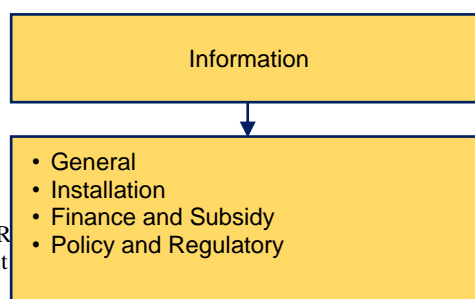 Information
• General
• Installation
• Finance and Subsidy
• Policy and Regulatory